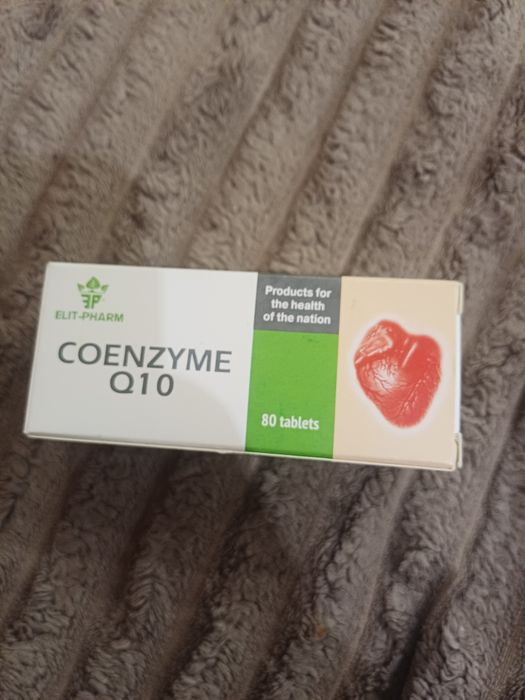 ELIT-PHARM
COENZYME
Q10
Products for
the health
of the nation
80 tablets